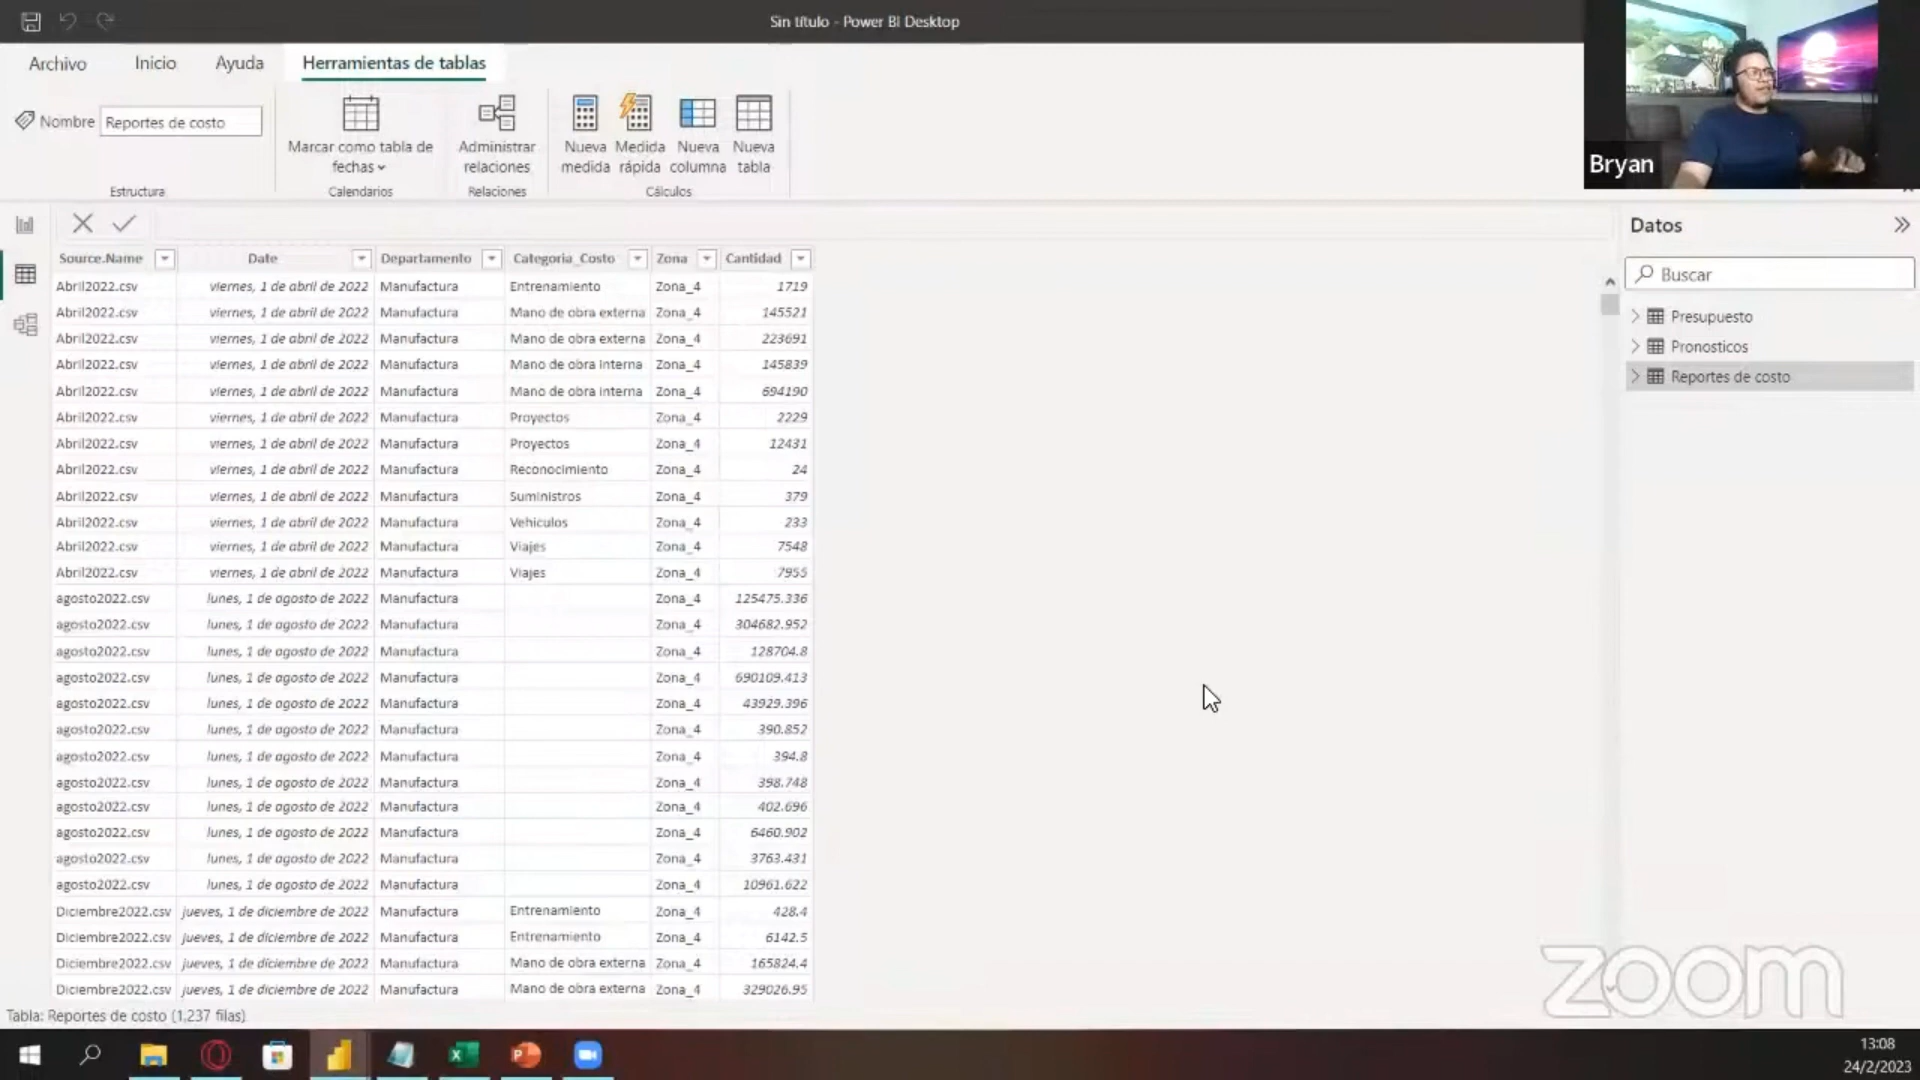 Sin título - Power BI Desktop
Archivo Inicio Ayuda Herramientas de tablas
Nombre Reportes de costo
Marcar como tabla de fechas
Administrar relaciones
Nueva medida
Medida rápida
Nueva columna
Nueva tabla
Estructura Calendarios Relaciones Cálculos
Bryan
Datos
Buscar
Presupuesto
Pronosticos
Reportes de costo
Source.Name Date Departamento Categoria_Costo Zona Cantidad
Abril2022.csv viernes, 1 de abril de 2022 Manufactura Entrenamiento Zona_4 1719
Abril2022.csv viernes, 1 de abril de 2022 Manufactura Mano de obra externa Zona_4 145521
Abril2022.csv viernes, 1 de abril de 2022 Manufactura Mano de obra externa Zona_4 223691
Abril2022.csv viernes, 1 de abril de 2022 Manufactura Mano de obra interna Zona_4 145839
Abril2022.csv viernes, 1 de abril de 2022 Manufactura Mano de obra interna Zona_4 694190
Abril2022.csv viernes, 1 de abril de 2022 Manufactura Proyectos Zona_4 2229
Abril2022.csv viernes, 1 de abril de 2022 Manufactura Proyectos Zona_4 12431
Abril2022.csv viernes, 1 de abril de 2022 Manufactura Reconocimiento Zona_4 24
Abril2022.csv viernes, 1 de abril de 2022 Manufactura Suministros Zona_4 379
Abril2022.csv viernes, 1 de abril de 2022 Manufactura Vehiculos Zona_4 233
Abril2022.csv viernes, 1 de abril de 2022 Manufactura Viajes Zona_4 7548
Abril2022.csv viernes, 1 de abril de 2022 Manufactura Viajes Zona_4 7955
agosto2022.csv lunes, 1 de agosto de 2022 Manufactura Zona_4 125475.336
agosto2022.csv lunes, 1 de agosto de 2022 Manufactura Zona_4 304682.952
agosto2022.csv lunes, 1 de agosto de 2022 Manufactura Zona_4 128704.8
agosto2022.csv lunes, 1 de agosto de 2022 Manufactura Zona_4 690109.413
agosto2022.csv lunes, 1 de agosto de 2022 Manufactura Zona_4 43929.396
agosto2022.csv lunes, 1 de agosto de 2022 Manufactura Zona_4 390.852
agosto2022.csv lunes, 1 de agosto de 2022 Manufactura Zona_4 394.8
agosto2022.csv lunes, 1 de agosto de 2022 Manufactura Zona_4 398.748
agosto2022.csv lunes, 1 de agosto de 2022 Manufactura Zona_4 402.696
agosto2022.csv lunes, 1 de agosto de 2022 Manufactura Zona_4 6460.902
agosto2022.csv lunes, 1 de agosto de 2022 Manufactura Zona_4 3763.431
agosto2022.csv lunes, 1 de agosto de 2022 Manufactura Zona_4 10961.622
Diciembre2022.csv jueves, 1 de diciembre de 2022 Manufactura Entrenamiento Zona_4 428.4
Diciembre2022.csv jueves, 1 de diciembre de 2022 Manufactura Entrenamiento Zona_4 6142.5
Diciembre2022.csv jueves, 1 de diciembre de 2022 Manufactura Mano de obra externa Zona_4 165824.4
Diciembre2022.csv jueves, 1 de diciembre de 2022 Manufactura Mano de obra externa Zona_4 329026.95
zoom
Tabla: Reportes de costo (1,237 filas)
13:08
24/2/2023